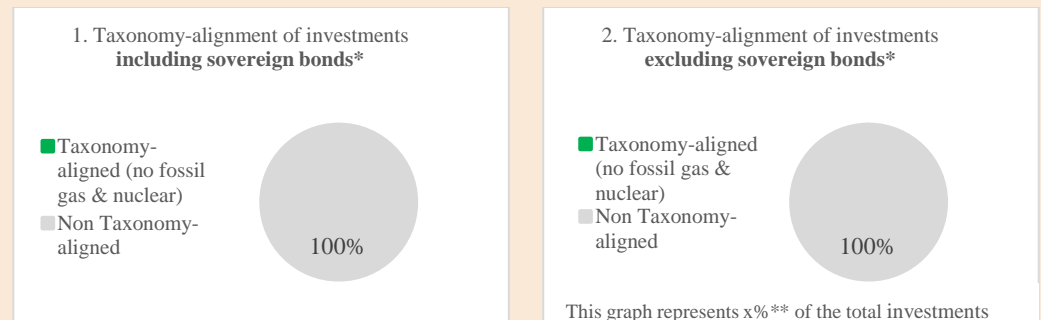 1. Taxonomy-alignment of investments
including sovereign bonds*
Taxonomy-
aligned (no fossil
gas & nuclear)
Non Taxonomy-
aligned
100%
2. Taxonomy-alignment of investments
excluding sovereign bonds*
Taxonomy-aligned
(no fossil gas &
nuclear)
Non Taxonomy-
aligned
100%
This graph represents x%** of the total investments